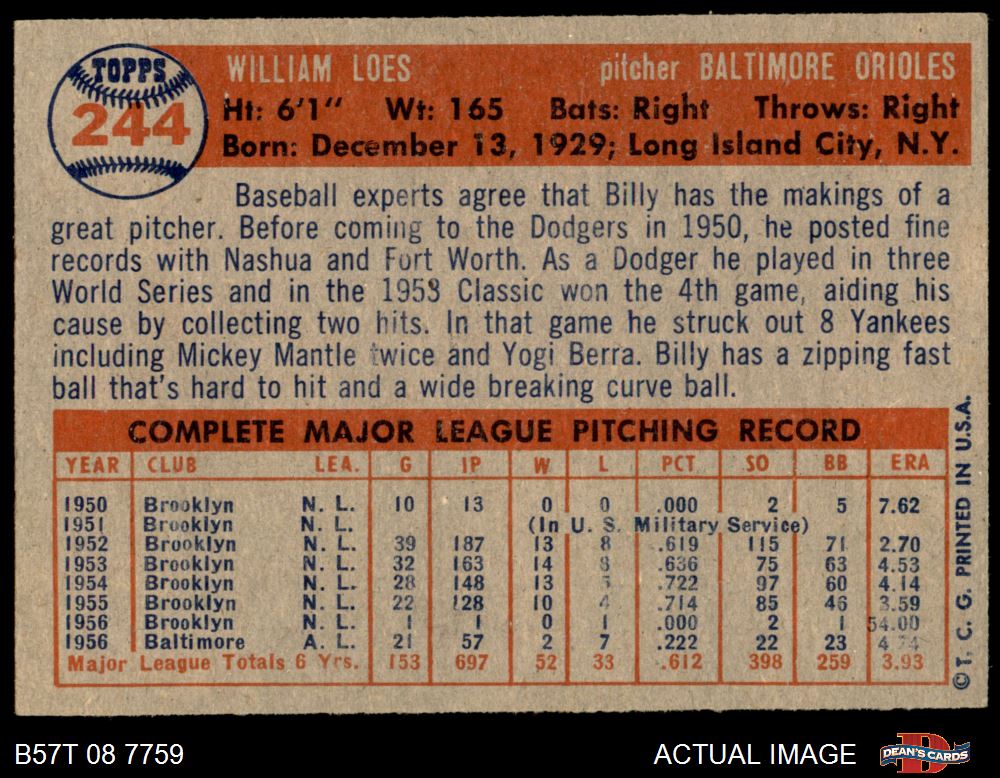 TOPPS
244
WILLIAM LOES pitcher BALTIMORE ORIOLES
Ht: 6'1" Wt: 165 Bats: Right Throws: Right
Born: December 13, 1929; Long Island City, N.Y.
Baseball experts agree that Billy has the makings of a
great pitcher. Before coming to the Dodgers in 1950, he posted fine
records with Nashua and Fort Worth. As a Dodger he played in three
World Series and in the 1953 Classic won the 4th game, aiding his
cause by collecting two hits. In that game he struck out 8 Yankees
including Mickey Mantle twice and Yogi Berra. Billy has a zipping fast
ball that's hard to hit and a wide breaking curve ball.
COMPLETE MAJOR LEAGUE PITCHING RECORD
YEAR CLUB LEA. G IP W L PCT SO BB ERA
1950 Brooklyn N. L. 10 13 0 0 .000 2 5 7.62
1951 Brooklyn N. L. (In U. S. Military Service)
1952 Brooklyn N. L. 39 187 13 8 .619 115 71 2.70
1953 Brooklyn N. L. 32 163 14 8 .636 75 63 4.53
1954 Brooklyn N. L. 28 148 13 5 .722 97 60 4.14
1955 Brooklyn N. L. 22 128 10 4 .714 85 46 3.59
1956 Brooklyn N. L. 1 1 0 1 .000 2 1 54.00
1956 Baltimore A. L. 21 57 2 7 .222 22 23 4.74
Major League Totals 6 Yrs. 153 697 52 33 .612 398 259 3.93
©T. C. G. PRINTED IN U.S.A.
B57T 08 7759 ACTUAL IMAGE
DEAN'S CARDS